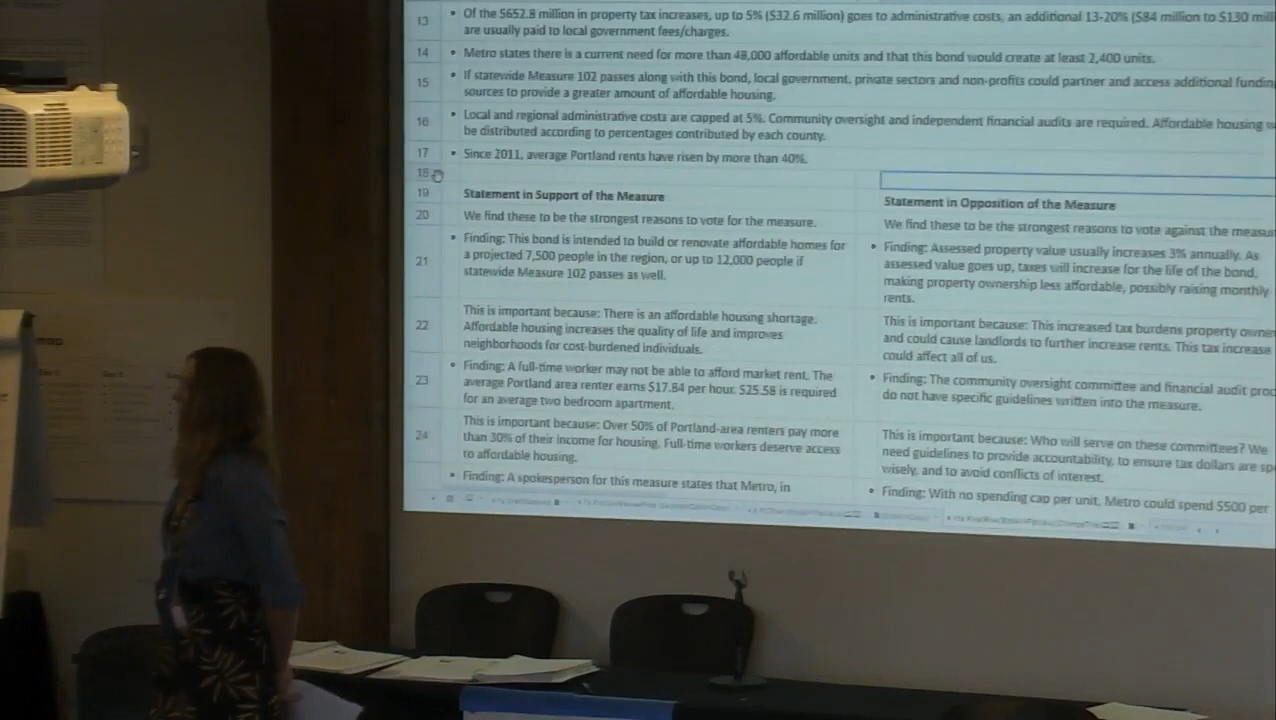 13 • Of the $652.8 million in property tax increases, up to 5% ($32.6 million) goes to administrative costs, an additional 13-20% ($84 million to $130
are usually paid to local government fees/charges.
14 • Metro states there is a current need for more than 48,000 affordable units and that this bond would create at least 2,400 units.
15 • If statewide Measure 102 passes along with this bond, local government, private sectors and non-profits could partner and access additional
sources to provide a greater amount of affordable housing.
16 • Local and regional administrative costs are capped at 5%. Community oversight and independent financial audits are required. Affordable housing
be distributed according to percentages contributed by each county.
17 • Since 2011, average Portland rents have risen by more than 40%.
18
19 Statement in Support of the Measure
20 We find these to be the strongest reasons to vote for the measure.
21 • Finding: This bond is intended to build or renovate affordable homes for
a projected 7,500 people in the region, or up to 12,000 people if
statewide Measure 102 passes as well.
22 This is important because: There is an affordable housing shortage.
Affordable housing increases the quality of life and improves
neighborhoods for cost-burdened individuals.
23 • Finding: A full-time worker may not be able to afford market rent. The
average Portland area renter earns $17.84 per hour. $25.58 is required
for an average two bedroom apartment.
24 This is important because: Over 50% of Portland-area renters pay more
than 30% of their income for housing. Full-time workers deserve access
to affordable housing.
• Finding: A spokesperson for this measure states that Metro, in
Statement in Opposition of the Measure
We find these to be the strongest reasons to vote against the
• Finding: Assessed property value usually increases 3% annually. As
assessed value goes up, taxes will increase for the life of the bond,
making property ownership less affordable, possibly raising monthly
rents.
This is important because: This increased tax burdens property
and could cause landlords to further increase rents. This tax increase
could affect all of us.
• Finding: The community oversight committee and financial audit
do not have specific guidelines written into the measure.
This is important because: Who will serve on these committees? We
need guidelines to provide accountability, to ensure tax dollars are
wisely, and to avoid conflicts of interest.
• Finding: With no spending cap per unit, Metro could spend $500 per